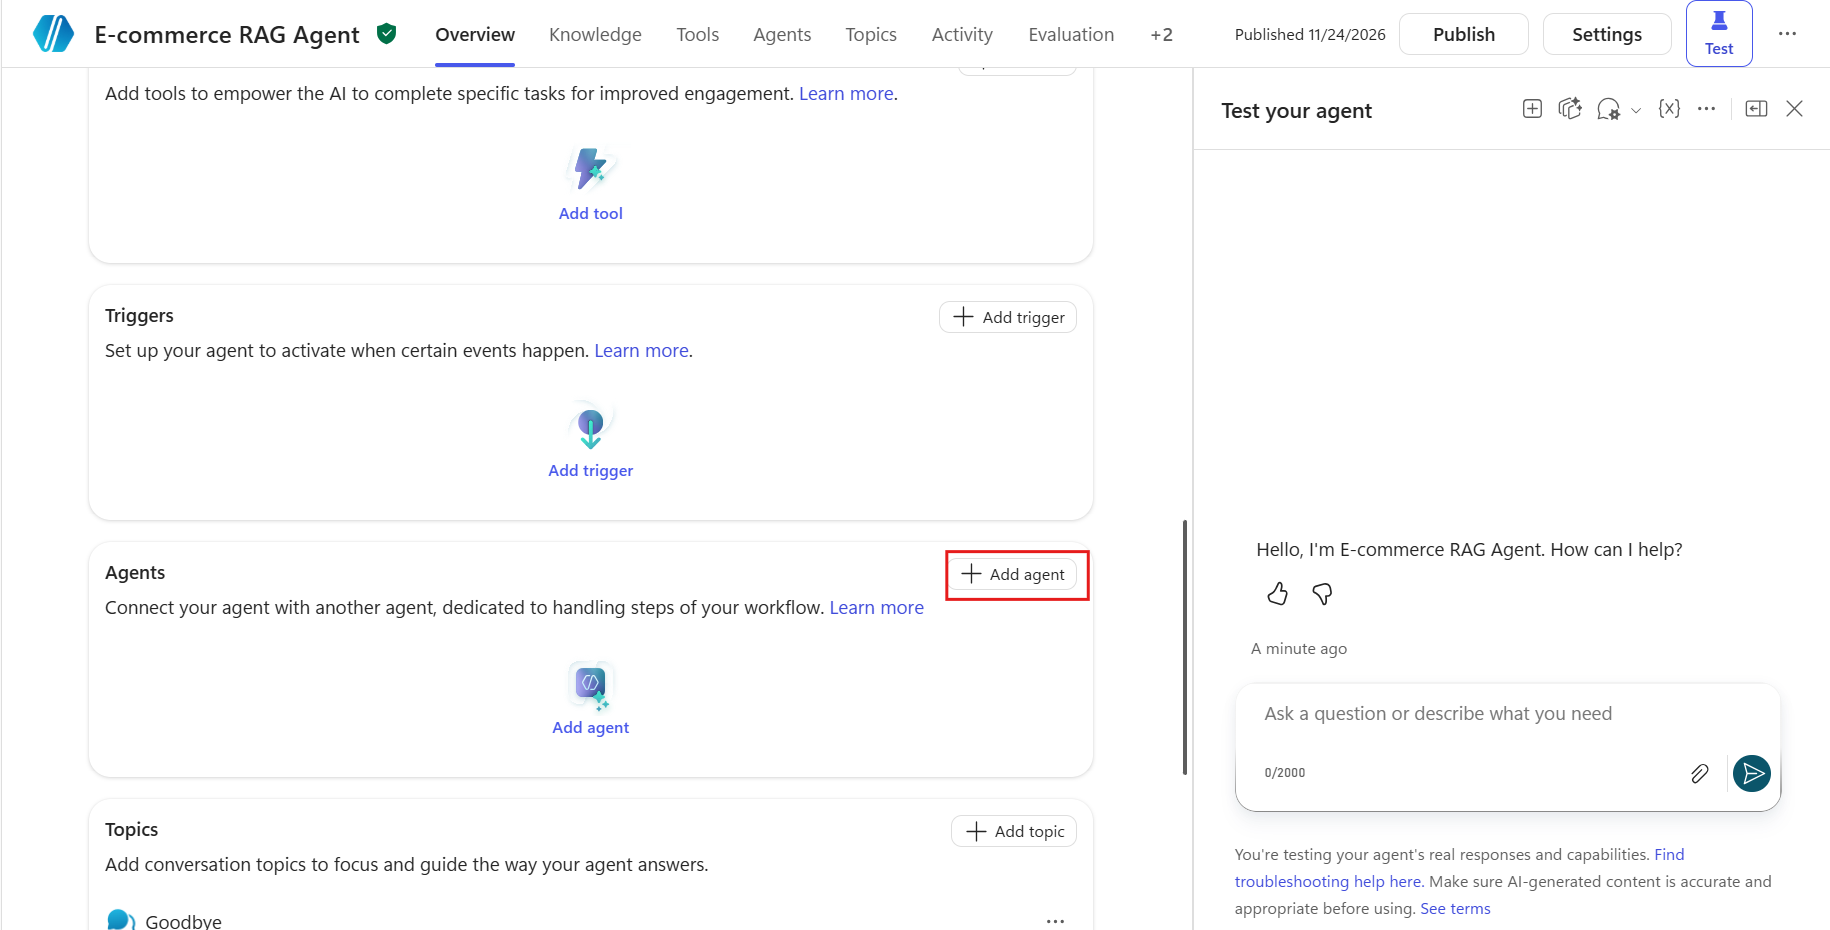 E-commerce RAG Agent
Overview
Knowledge
Tools
Agents
Topics
Activity
Evaluation
+2
Published 11/24/2026
Publish
Settings
Test
Add tools to empower the AI to complete specific tasks for improved engagement. Learn more.
Add tool
Triggers
Add trigger
Set up your agent to activate when certain events happen. Learn more.
Add trigger
Agents
Add agent
Connect your agent with another agent, dedicated to handling steps of your workflow. Learn more
Add agent
Topics
Add topic
Add conversation topics to focus and guide the way your agent answers.
Goodbye
Test your agent
{x}
Hello, I'm E-commerce RAG Agent. How can I help?
A minute ago
Ask a question or describe what you need
0/2000
You're testing your agent's real responses and capabilities. Find
troubleshooting help here. Make sure AI-generated content is accurate and
appropriate before using. See terms